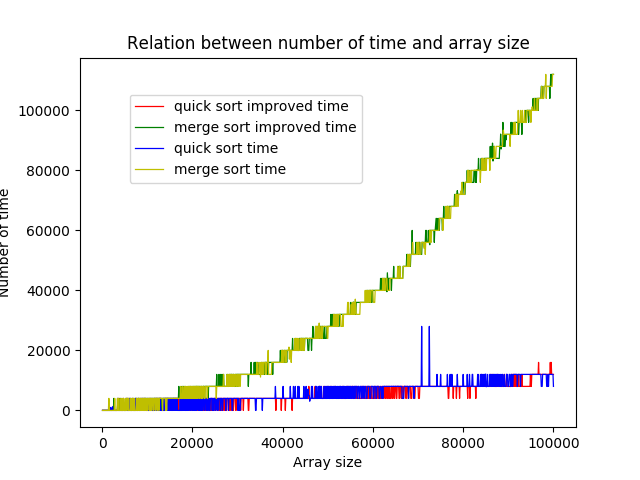 Relation between number of time and array size
quick sort improved time
merge sort improved time
quick sort time
merge sort time
100000
80000
60000
40000
20000
0
Number of time
0 20000 40000 60000 80000 100000
Array size